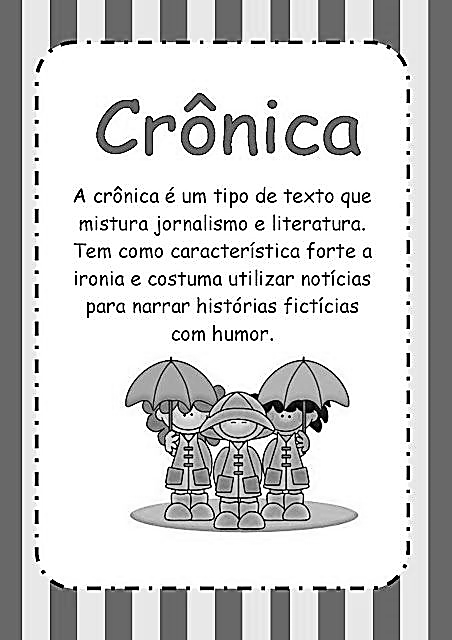 Crônica
A crônica é um tipo de texto que
mistura jornalismo e literatura.
Tem como característica forte a
ironia e costuma utilizar notícias
para narrar histórias fictícias
com humor.